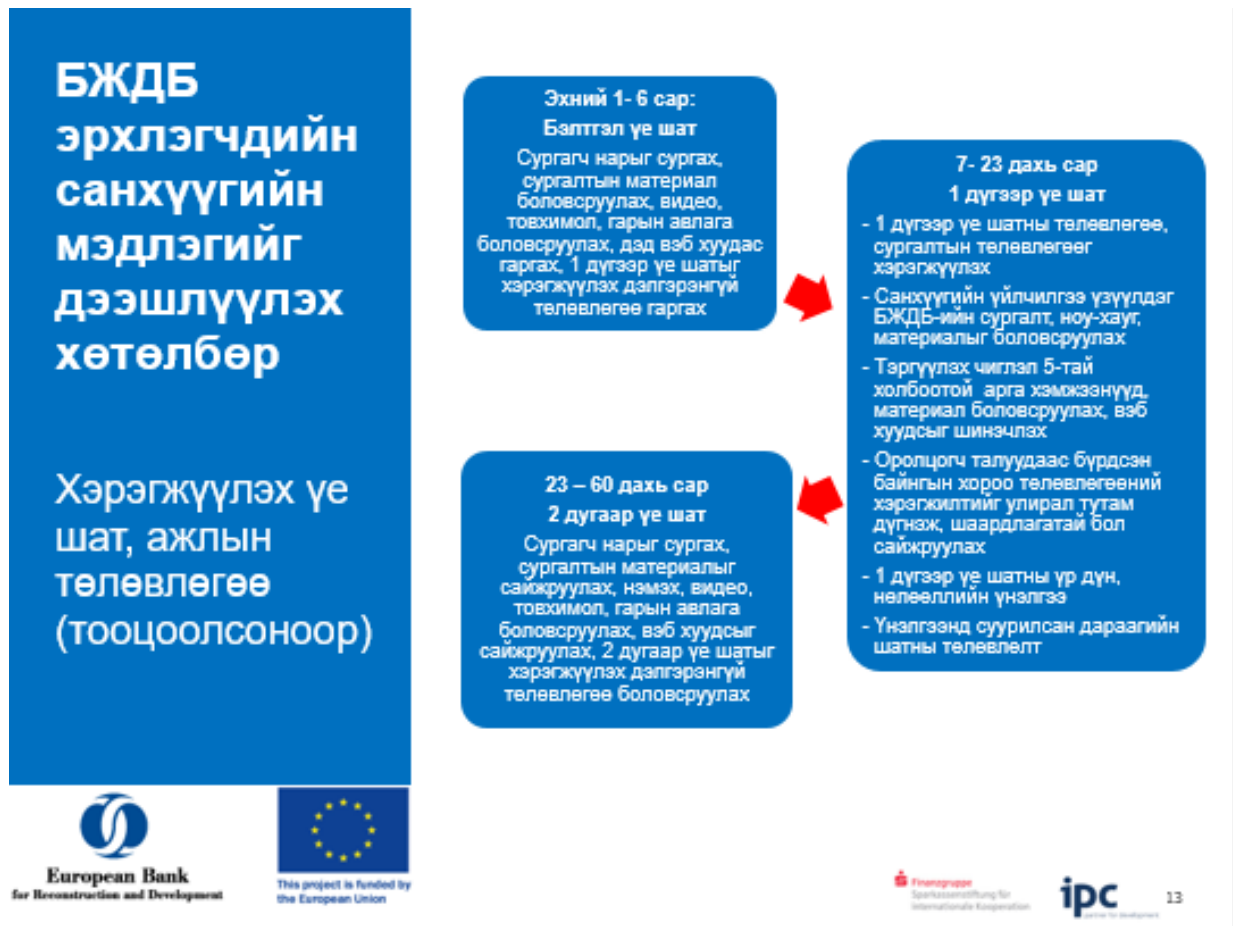 БЖДБ
эрхлэгчдийн
санхүүгийн
мэдлэгийг
дээшлүүлэх
хөтөлбөр
Хэрэгжүүлэх үе
шат, ажлын
төлөвлөгөө
(тооцоолсоноор)
Эхний 1- 6 сар:
Бэлтгэл үе шат
Сургагч нарыг сургах,
сургалтын материал
боловсруулах, видео,
товхимол, гарын авлага
боловсруулах, дэд вэб хуудас
гаргах, 1 дүгээр үе шатыг
хэрэгжүүлэх дэлгэрэнгүй
төлөвлөгөө гаргах
7- 23 дахь сар
1 дүгээр үе шат
- 1 дүгээр үе шатны төлөвлөгөө,
сургалтын төлөвлөгөөг
хэрэгжүүлэх
- Санхүүгийн үйлчилгээ үзүүлдэг
БЖДБ-ийн сургалт, ноу-хауг,
материалыг боловсруулах
- Тэргүүлэх чиглэл 5-тай
холбоотой арга хэмжээнүүд,
материал боловсруулах, вэб
хуудсыг шинэчлэх
- Оролцогч талуудаас бүрдсэн
байнгын хороо төлөвлөгөөний
хэрэгжилтийг улирал тутам
дүгнэж, шаардлагатай бол
сайжруулах
- 1 дүгээр үе шатны үр дүн,
нөлөөллийн үнэлгээ
- Үнэлгээнд суурилсан дараагийн
шатны төлөвлөлт
23 – 60 дахь сар
2 дугаар үе шат
Сургагч нарыг сургах,
сургалтын материалыг
сайжруулах, нэмэх, видео,
товхимол, гарын авлага
боловсруулах, вэб хуудсыг
сайжруулах, 2 дугаар үе шатыг
хэрэгжүүлэх дэлгэрэнгүй
төлөвлөгөө боловсруулах
European Bank
for Reconstruction and Development
This project is funded by
the European Union
Finanzgruppe
Sparkassenstiftung für
internationale Kooperation
ipc
partner for development
13